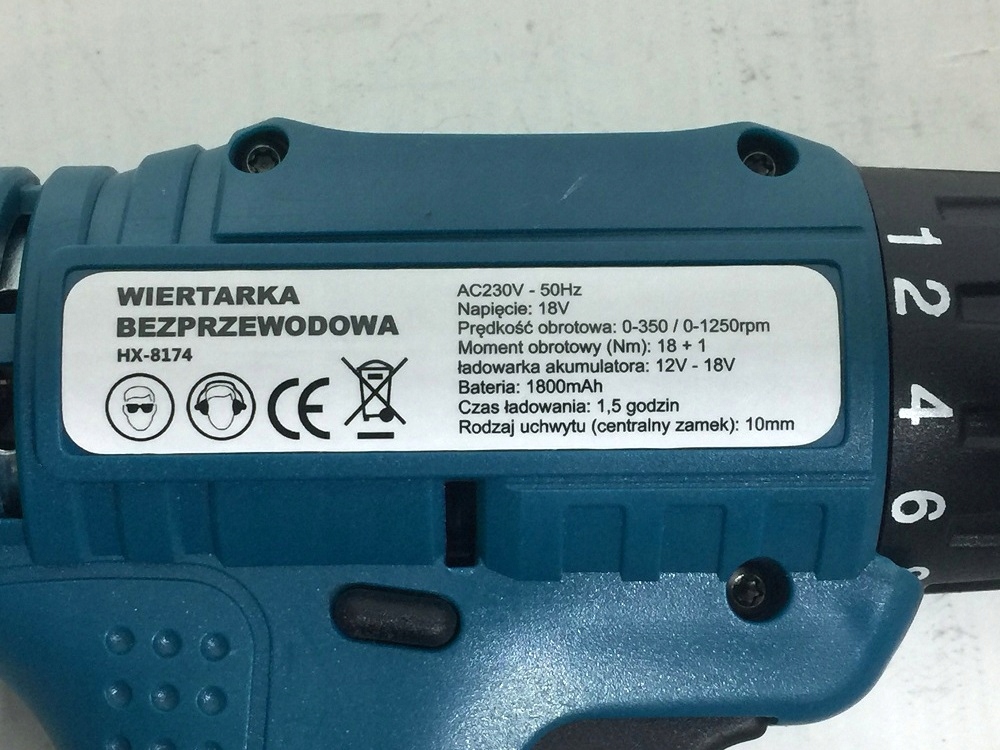 WIERTARKA
BEZPRZEWODOWA
HX-8174
CE
AC230V - 50Hz
Napięcie: 18V
Prędkość obrotowa: 0-350 / 0-1250rpm
Moment obrotowy (Nm): 18 + 1
ładowarka akumulatora: 12V - 18V
Bateria: 1800mAh
Czas ładowania: 1,5 godzin
Rodzaj uchwytu (centralny zamek): 10mm
1
2
4
6